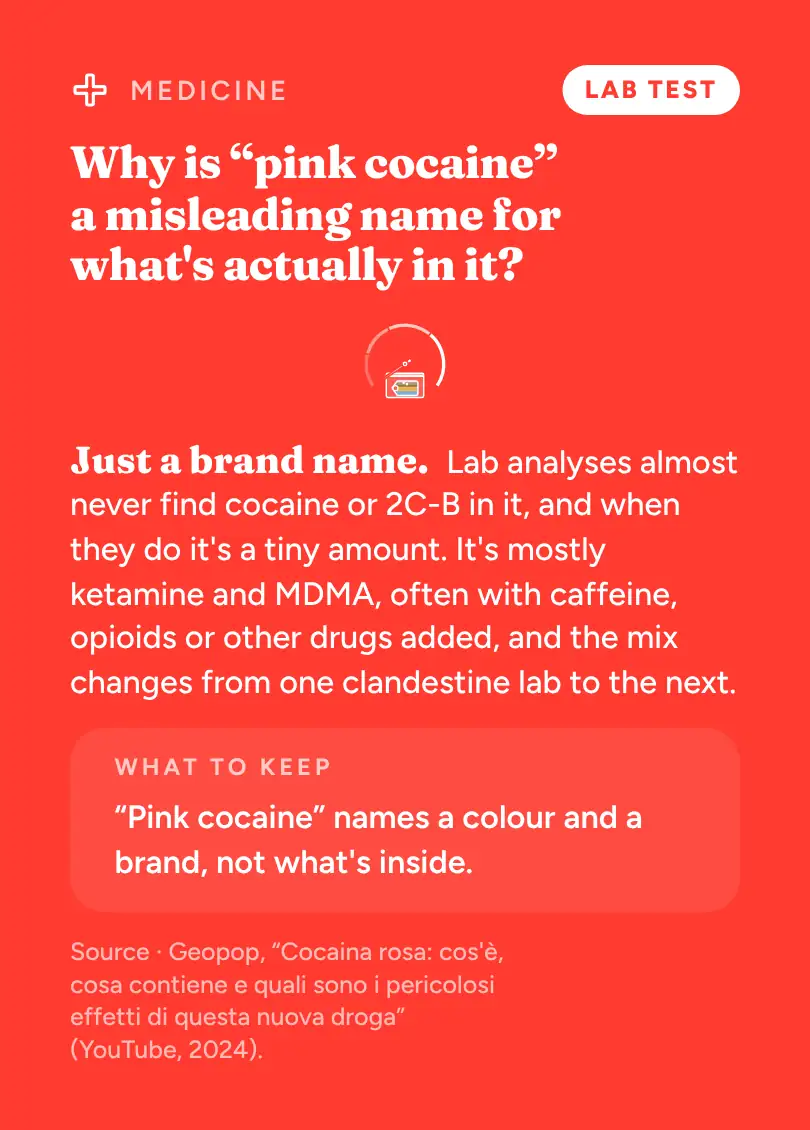 MEDICINE
LAB TEST
Why is “pink cocaine”
a misleading name for
what's actually in it?
Just a brand name. Lab analyses almost
never find cocaine or 2C-B in it, and when
they do it's a tiny amount. It's mostly
ketamine and MDMA, often with caffeine,
opioids or other drugs added, and the mix
changes from one clandestine lab to the next.
WHAT TO KEEP
“Pink cocaine” names a colour and a
brand, not what's inside.
Source · Geopop, “Cocaina rosa: cos'è,
cosa contiene e quali sono i pericolosi
effetti di questa nuova droga”
(YouTube, 2024).